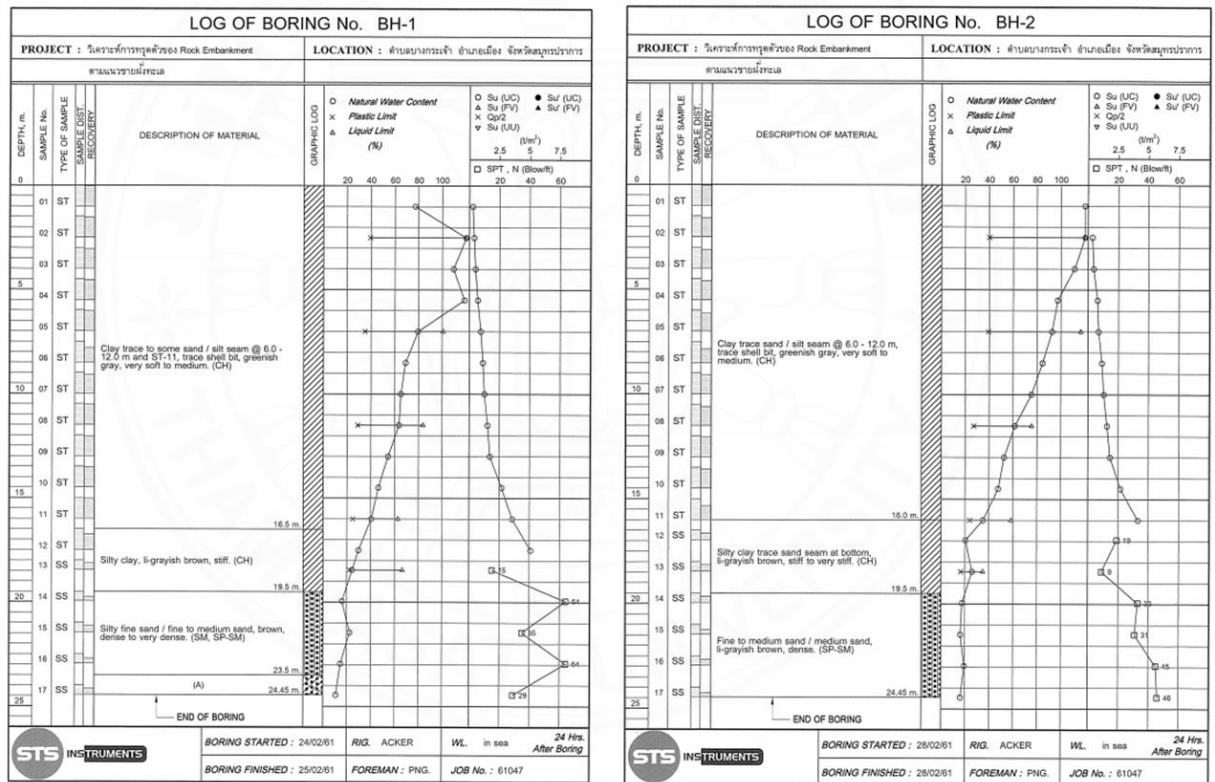 LOG OF BORING No. BH-1
PROJECT : วิเคราะห์การทรุดตัวของ Rock Embankment
ตามแนวชายฝั่งทะเล
LOCATION : ตำบลบางกระเจ้า อำเภอเมือง จังหวัดสมุทรปราการ
DEPTH, m.
SAMPLE No.
TYPE OF SAMPLE
SAMPLE DIST.
RECOVERY
DESCRIPTION OF MATERIAL
GRAPHIC LOG
○ Natural Water Content
× Plastic Limit
△ Liquid Limit
(%)
○ Su (UC) ● Su' (UC)
△ Su (FV) ▲ Su' (FV)
× Qp/2
▽ Su (UU)
(t/m²)
2.5 5 7.5
□ SPT , N (Blow/ft)
0 20 40 60 80 100 20 40 60
01 ST
02 ST
03 ST
5
04 ST
05 ST
Clay trace to some sand / silt seam @ 6.0 -
12.0 m and ST-11, trace shell bit, greenish
gray, very soft to medium. (CH)
06 ST
10 07 ST
08 ST
09 ST
10 ST
15
11 ST
16.5 m.
12 ST
Silty clay, li-grayish brown, stiff. (CH)
13 SS 15
19.5 m.
20 14 SS 64
15 SS 35
Silty fine sand / fine to medium sand, brown,
dense to very dense. (SM, SP-SM)
16 SS 64
23.5 m.
(A)
17 SS 29
24.45 m.
25
END OF BORING
STS INSTRUMENTS
BORING STARTED : 24/02/61 RIG. ACKER WL. in sea 24 Hrs.
After Boring
BORING FINISHED : 25/02/61 FOREMAN : PNG. JOB No. : 61047
LOG OF BORING No. BH-2
PROJECT : วิเคราะห์การทรุดตัวของ Rock Embankment
ตามแนวชายฝั่งทะเล
LOCATION : ตำบลบางกระเจ้า อำเภอเมือง จังหวัดสมุทรปราการ
DEPTH, m.
SAMPLE No.
TYPE OF SAMPLE
SAMPLE DIST.
RECOVERY
DESCRIPTION OF MATERIAL
GRAPHIC LOG
○ Natural Water Content
× Plastic Limit
△ Liquid Limit
(%)
○ Su (UC) ● Su' (UC)
△ Su (FV) ▲ Su' (FV)
× Qp/2
▽ Su (UU)
(t/m²)
2.5 5 7.5
□ SPT , N (Blow/ft)
0 20 40 60 80 100 20 40 60
01 ST
02 ST
03 ST
5
04 ST
05 ST
Clay trace sand / silt seam @ 6.0 - 12.0 m,
trace shell bit, greenish gray, very soft to
medium. (CH)
06 ST
10 07 ST
08 ST
09 ST
10 ST
15
11 ST
16.0 m.
12 SS 19
Silty clay trace sand seam at bottom,
li-grayish brown, stiff to very stiff. (CH)
13 SS 9
19.5 m.
20 14 SS 33
15 SS 31
Fine to medium sand / medium sand,
li-grayish brown, dense. (SP-SM)
16 SS 45
17 SS 46
24.45 m.
25
END OF BORING
STS INSTRUMENTS
BORING STARTED : 28/02/61 RIG. ACKER WL. in sea 24 Hrs.
After Boring
BORING FINISHED : 28/02/61 FOREMAN : PNG. JOB No. : 61047